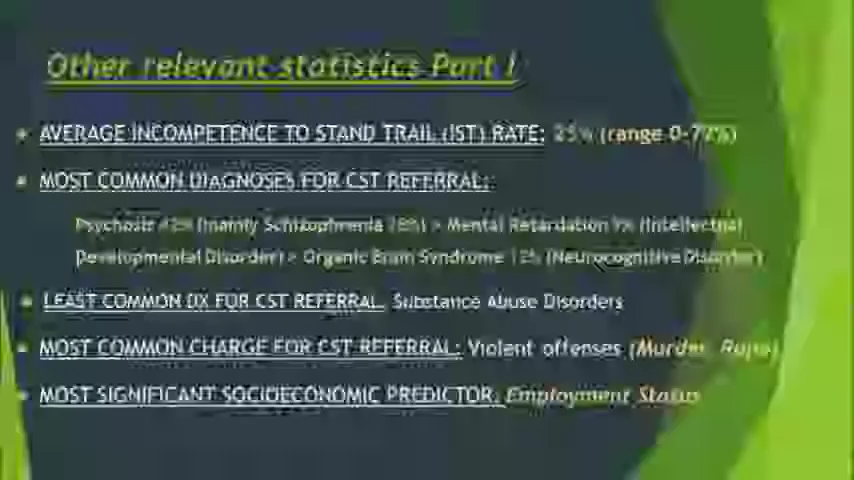 Other relevant statistics Part I
AVERAGE INCOMPETENCE TO STAND TRAIL (IST) RATE: 25% (range 0-77%)
MOST COMMON DIAGNOSES FOR CST REFERRAL:
Psychosis (mainly Schizophrenia > Mental Retardation 9% (Intellectual
Developmental Disorder) > Organic Brain Syndrome (Neurocognitive Disorder)
LEAST COMMON DX FOR CST REFERRAL: Substance Abuse Disorders
MOST COMMON CHARGE FOR CST REFERRAL: Violent offenses (Murder, Rape)
MOST SIGNIFICANT SOCIOECONOMIC PREDICTOR: Employment Status